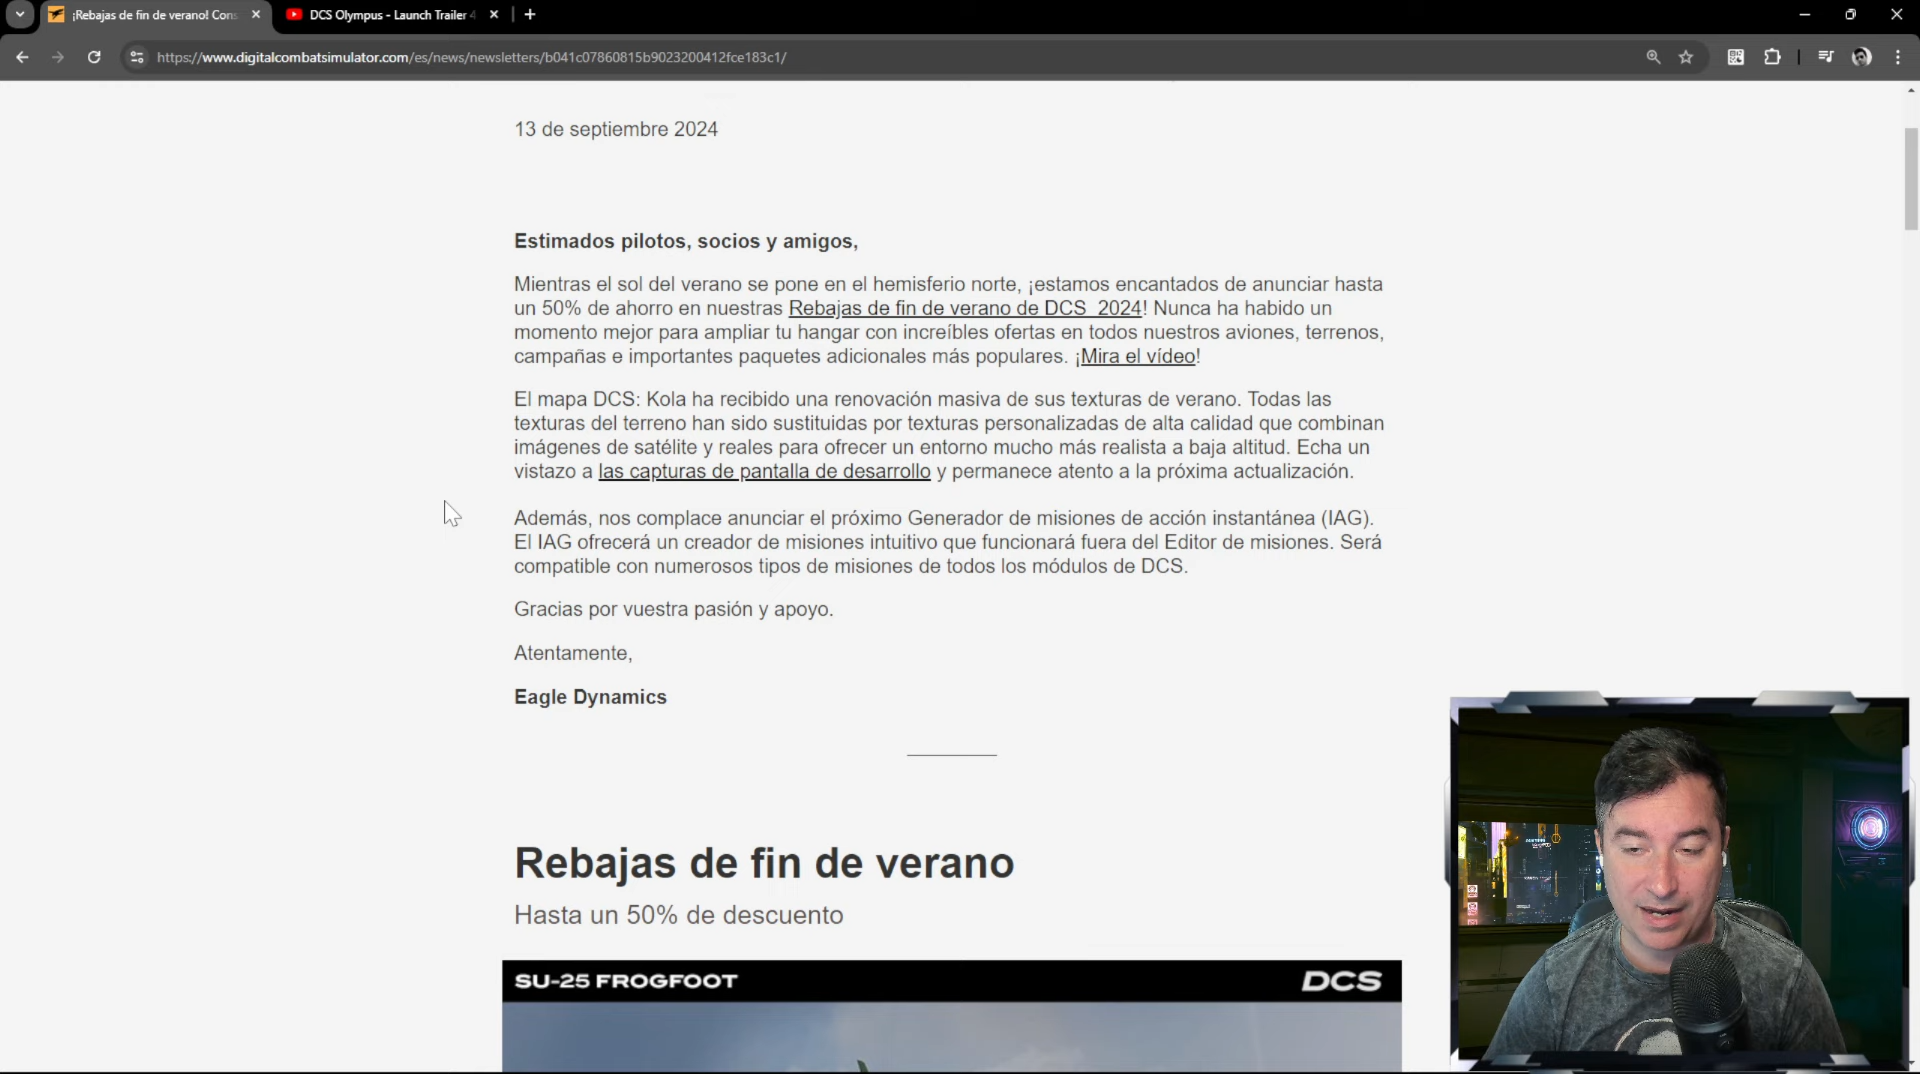 ¡Rebajas de fin de verano! Cons
DCS Olympus - Launch Trailer 4
https://www.digitalcombatsimulator.com/es/news/newsletters/b041c07860815b9023200412fce183c1/
13 de septiembre 2024
Estimados pilotos, socios y amigos,
Mientras el sol del verano se pone en el hemisferio norte, ¡estamos encantados de anunciar hasta
un 50% de ahorro en nuestras Rebajas de fin de verano de DCS 2024! Nunca ha habido un
momento mejor para ampliar tu hangar con increíbles ofertas en todos nuestros aviones, terrenos,
campañas e importantes paquetes adicionales más populares. ¡Mira el vídeo!
El mapa DCS: Kola ha recibido una renovación masiva de sus texturas de verano. Todas las
texturas del terreno han sido sustituidas por texturas personalizadas de alta calidad que combinan
imágenes de satélite y reales para ofrecer un entorno mucho más realista a baja altitud. Echa un
vistazo a las capturas de pantalla de desarrollo y permanece atento a la próxima actualización.
Además, nos complace anunciar el próximo Generador de misiones de acción instantánea (IAG).
El IAG ofrecerá un creador de misiones intuitivo que funcionará fuera del Editor de misiones. Será
compatible con numerosos tipos de misiones de todos los módulos de DCS.
Gracias por vuestra pasión y apoyo.
Atentamente,
Eagle Dynamics
Rebajas de fin de verano
Hasta un 50% de descuento
SU-25 FROGFOOT
DCS